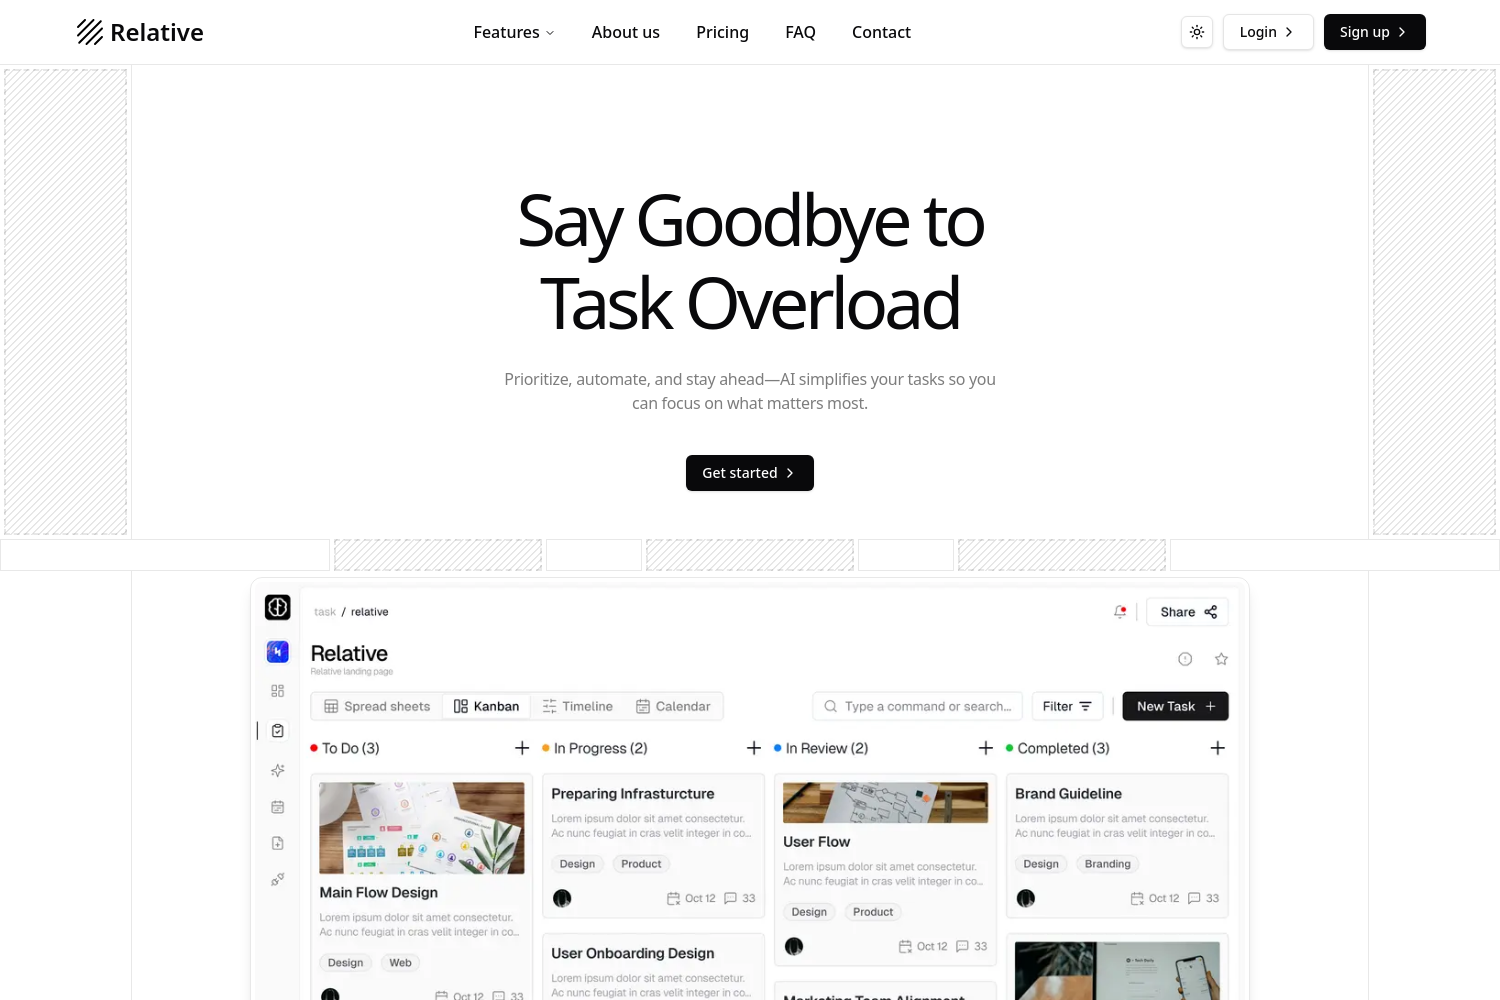 Relative
Features
About us
Pricing
FAQ
Contact
Login
Sign up
Say Goodbye to
Task Overload
Prioritize, automate, and stay ahead—AI simplifies your tasks so you
can focus on what matters most.
Get started
task / relative
Share
Relative
Relative landing page
Spread sheets
Kanban
Timeline
Calendar
Type a command or search...
Filter
New Task
To Do (3)
In Progress (2)
In Review (2)
Completed (3)
Main Flow Design
Lorem ipsum dolor sit amet consectetur.
Ac nunc feugiat in cras velit integer in co...
Design
Web
Oct 12
33
Preparing Infrasturcture
Lorem ipsum dolor sit amet consectetur.
Ac nunc feugiat in cras velit integer in co...
Design
Product
Oct 12
33
User Onboarding Design
Lorem ipsum dolor sit amet consectetur.
Ac nunc feugiat in cras velit integer in co...
User Flow
Lorem ipsum dolor sit amet consectetur.
Ac nunc feugiat in cras velit integer in co...
Design
Product
Oct 12
33
Marketing Team Alignment
Brand Guideline
Lorem ipsum dolor sit amet consectetur.
Ac nunc feugiat in cras velit integer in co...
Design
Branding
Oct 12
33